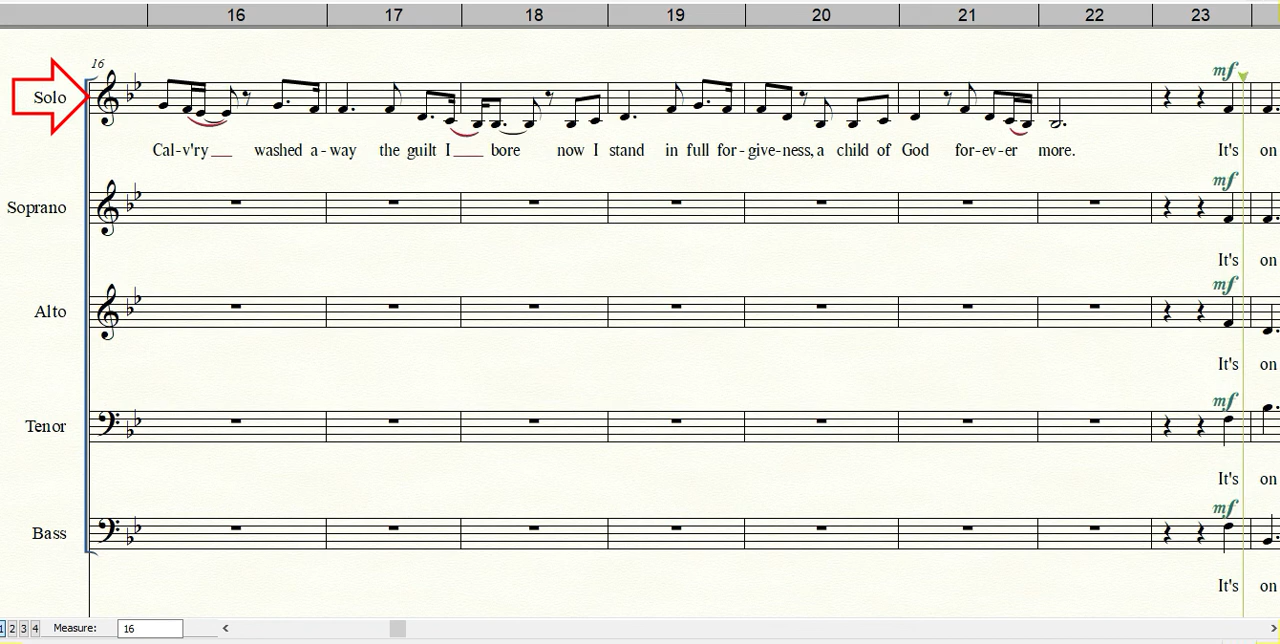 16 17 18 19 20 21 22 23
16
mf
Solo
Cal-v'ry___ washed a-way the guilt I____ bore now I stand in full for-give-ness, a child of God for-ev-er more. It's on
mf
Soprano
It's on
mf
Alto
It's on
mf
Tenor
It's on
mf
Bass
It's on
1 2 3 4 Measure: 16